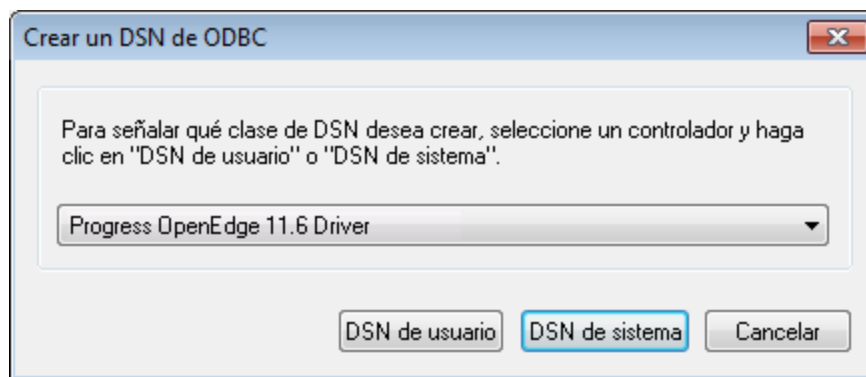 Crear un DSN de ODBC
Para señalar qué clase de DSN desea crear, seleccione un controlador y haga
clic en "DSN de usuario" o "DSN de sistema".
Progress OpenEdge 11.6 Driver
DSN de usuario DSN de sistema Cancelar